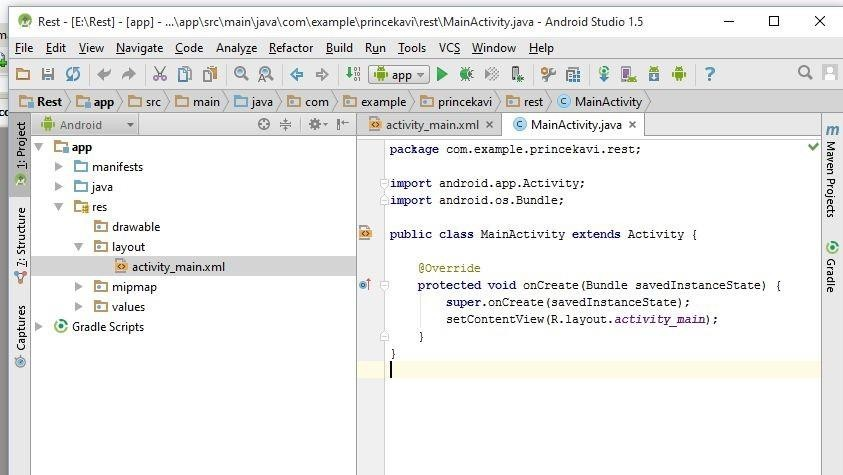 Rest - [E:\Rest] - [app] - ...\app\src\main\java\com\example\princekavi\rest\MainActivity.java - Android Studio 1.5
File Edit View Navigate Code Analyze Refactor Build Run Tools VCS Window Help
app
Rest app src main java com example princekavi rest MainActivity
1: Project
7: Structure
Captures
Android
app
manifests
java
res
drawable
layout
activity_main.xml
mipmap
values
Gradle Scripts
activity_main.xml MainActivity.java
package com.example.princekavi.rest;
import android.app.Activity;
import android.os.Bundle;
public class MainActivity extends Activity {
@Override
protected void onCreate(Bundle savedInstanceState) {
super.onCreate(savedInstanceState);
setContentView(R.layout.activity_main);
}
}
Maven Projects
Gradle